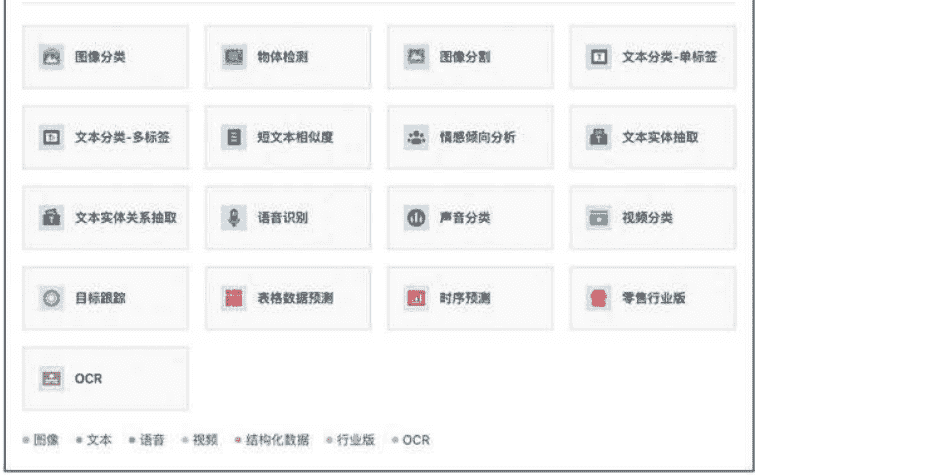 图像分类 物体检测 图像分割 文本分类-单标签
文本分类-多标签 短文本相似度 情感倾向分析 文本实体抽取
文本实体关系抽取 语音识别 声音分类 视频分类
目标跟踪 表格数据预测 时序预测 零售行业版
OCR
图像 文本 语音 视频 结构化数据 行业版 OCR